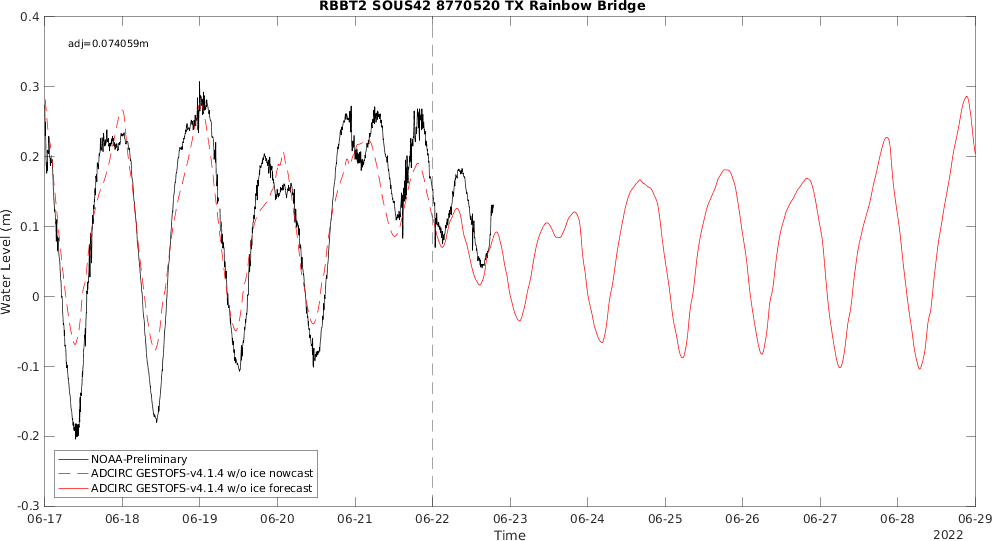 RBBT2 SOUS42 8770520 TX Rainbow Bridge
adj=0.074059m
0.4
0.3
0.2
0.1
0
-0.1
-0.2
-0.3
Water Level (m)
NOAA-Preliminary
ADCIRC GESTOFS-v4.1.4 w/o ice nowcast
ADCIRC GESTOFS-v4.1.4 w/o ice forecast
06-17 06-18 06-19 06-20 06-21 06-22 06-23 06-24 06-25 06-26 06-27 06-28 06-29
Time
2022